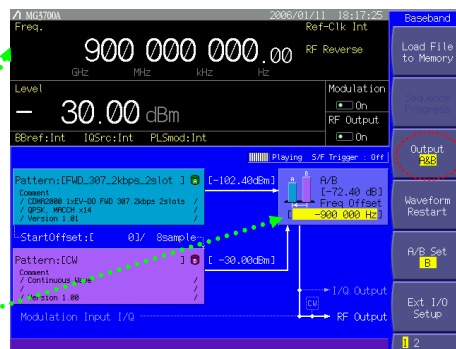 MG3700A
2006/01/11 18:17:25
Baseband
Freq.
Ref-Clk Int
900 000 000.00
RF Reverse
GHz MHz kHz Hz
Load File
to Memory
Level
Modulation
On
- 30.00 dBm
RF Output
On
Sequence
Progress
BBref:Int IQSrc:Int PLSmod:Int
Playing S/F Trigger : Off
Output
A&B
Pattern:[FWD_307_2kbps_2slot ] [-102.40dBm]
A/B
Comment
[-72.40 dB]
/ CDMA2000 1xEV-DO FWD 307.2kbps 2slots /
Freq Offset
/ QPSK, MACCH x14 /
[ -900 000 Hz]
/ Version 1.01 /
Waveform
Restart
StartOffset:[ 0]/ 8sample
Pattern:[CW ] [ -30.00dBm]
Comment
/ Continuous Wave /
/ /
/ Version 1.00 /
A/B Set
B
I/Q Output
CW
Modulation Input I/Q
RF Output
Ext I/O
Setup
1 2